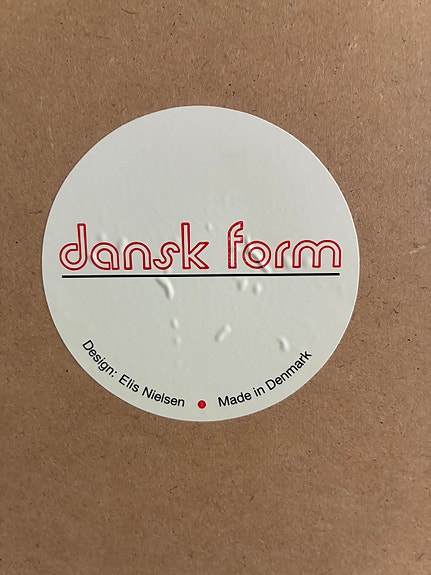 dansk form
Design: Elis Nielsen • Made in Denmark